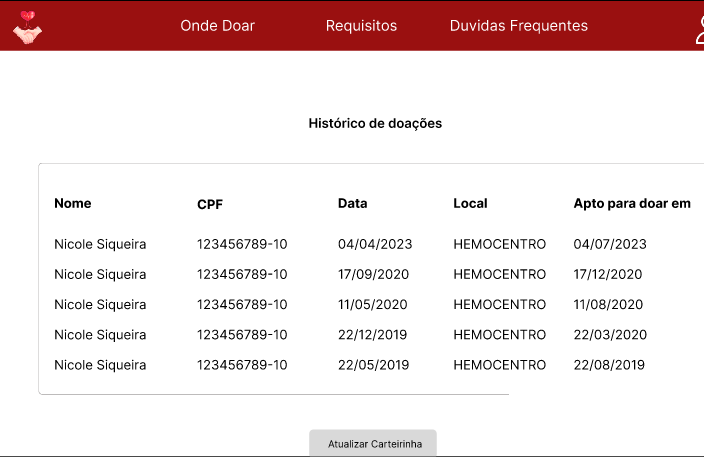 Onde Doar Requisitos Duvidas Frequentes
Histórico de doações
Nome CPF Data Local Apto para doar em
Nicole Siqueira 123456789-10 04/04/2023 HEMOCENTRO 04/07/2023
Nicole Siqueira 123456789-10 17/09/2020 HEMOCENTRO 17/12/2020
Nicole Siqueira 123456789-10 11/05/2020 HEMOCENTRO 11/08/2020
Nicole Siqueira 123456789-10 22/12/2019 HEMOCENTRO 22/03/2020
Nicole Siqueira 123456789-10 22/05/2019 HEMOCENTRO 22/08/2019
Atualizar Carteirinha